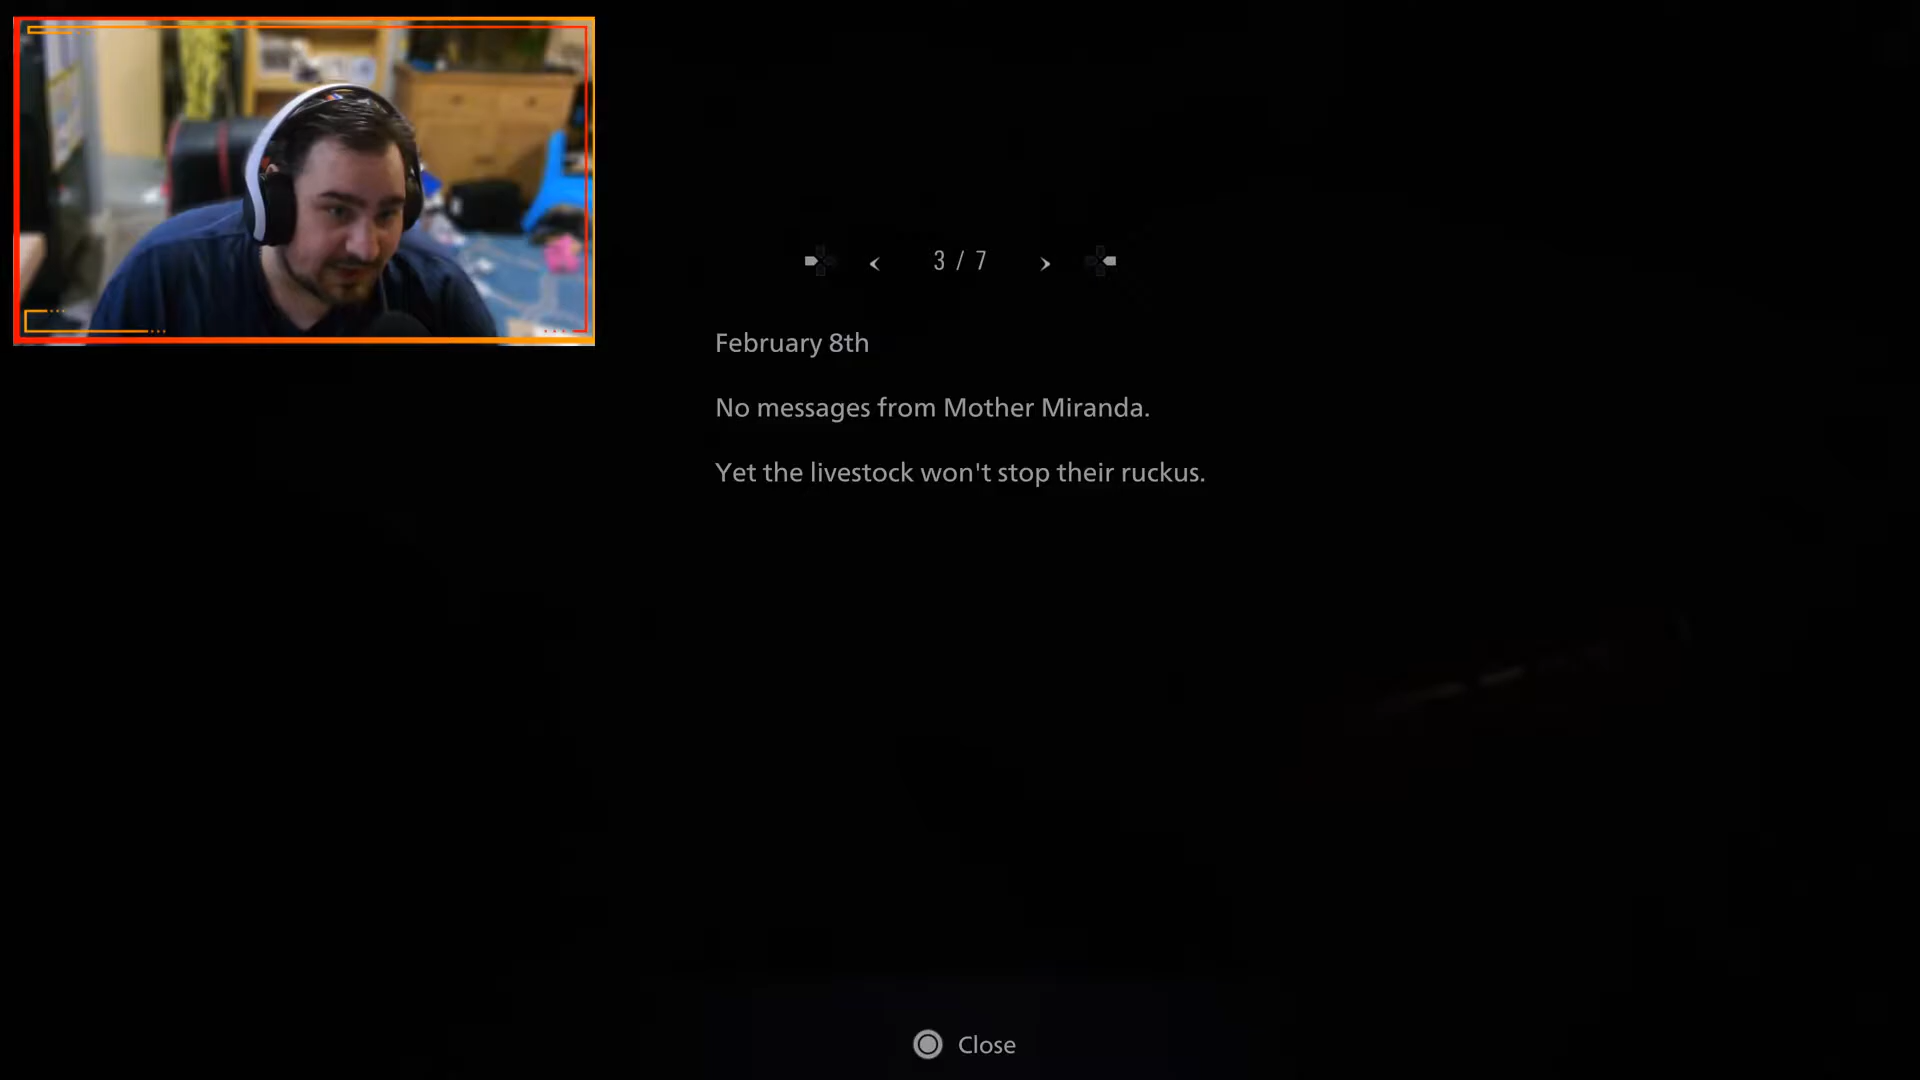 3 / 7
February 8th
No messages from Mother Miranda.
Yet the livestock won't stop their ruckus.
Close